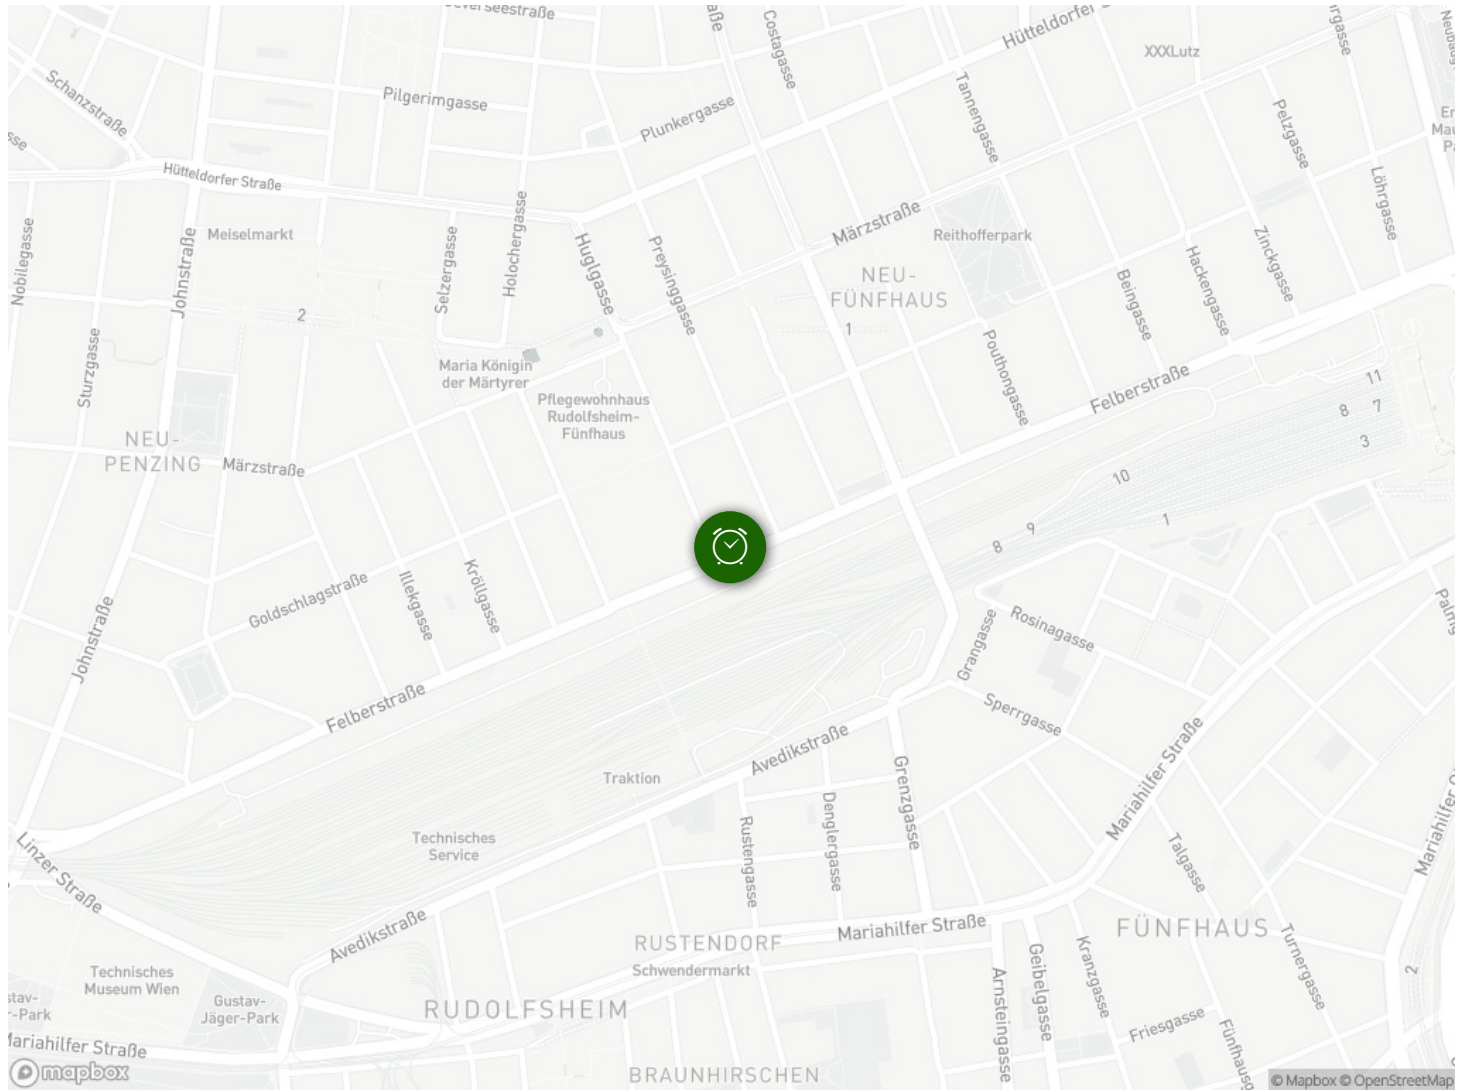 Schanzstraße
Pilgerimgasse
Costagasse
Plunkergasse
Tannengasse
XXXLutz
Pelzgasse
Löhrgasse
Hütteldorfer Straße
Meiselmarkt
Nobilegasse
Johnstraße
Selzergasse
Holochergasse
Huglgasse
Preysinggasse
Märzstraße
Reithofferpark
NEU-
FÜNFHAUS
Beingasse
Hackengasse
Zinckgasse
2
1
Sturzgasse
Maria Königin
der Märtyrer
Pflegewohnhaus
Rudolfsheim-
Fünfhaus
Pouthongasse
Felberstraße
11
8
7
3
10
9
8
1
NEU-
PENZING
Märzstraße
Goldschlagstraße
Illekgasse
Kröllgasse
Johnstraße
Felberstraße
Rosinagasse
Grangasse
Sperrgasse
Avedikstraße
Traktion
Technisches
Service
Grenzgasse
Denglergasse
Rustengasse
Mariahilfer Straße
Talgasse
Linzer Straße
Avedikstraße
RUSTENDORF
Schwendermarkt
Mariahilfer Straße
FÜNFHAUS
Turnergasse
2
Technisches
Museum Wien
Gustav-
Jäger-Park
RUDOLFSHEIM
Arnsteingasse
Geibelgasse
Kranzgasse
Friesgasse
BRAUNHIRSCHEN
mapbox
© Mapbox © OpenStreetMap